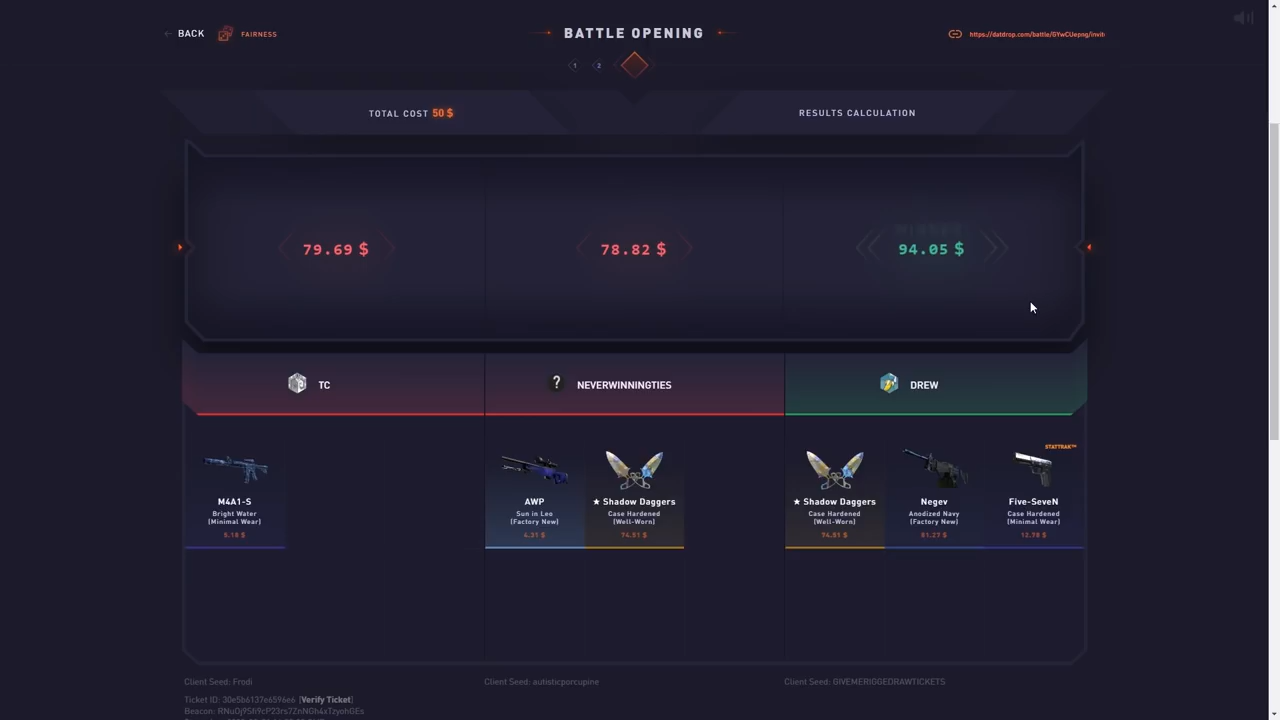 BACK
FAIRNESS
BATTLE OPENING
https://datdrop.com/battle/GYwCUepog/invit
1 2
TOTAL COST 50 $
RESULTS CALCULATION
79.69 $
78.82 $
94.05 $
TC
NEVERWINNINGTIES
DREW
STATTRAK™
M4A1-S
Bright Water
(Minimal Wear)
5.18 $
AWP
Sun in Leo
(Factory New)
4.31 $
★ Shadow Daggers
Case Hardened
(Well-Worn)
74.51 $
★ Shadow Daggers
Case Hardened
(Well-Worn)
74.51 $
Negev
Anodized Navy
(Factory New)
Five-SeveN
Case Hardened
(Minimal Wear)
12.78 $
Client Seed: Frodi
Client Seed: autisticporcupine
Client Seed: GIVEMERIGGEDRAWTICKETS
Ticket ID: 30e5b6137e6596e6 [Verify Ticket]